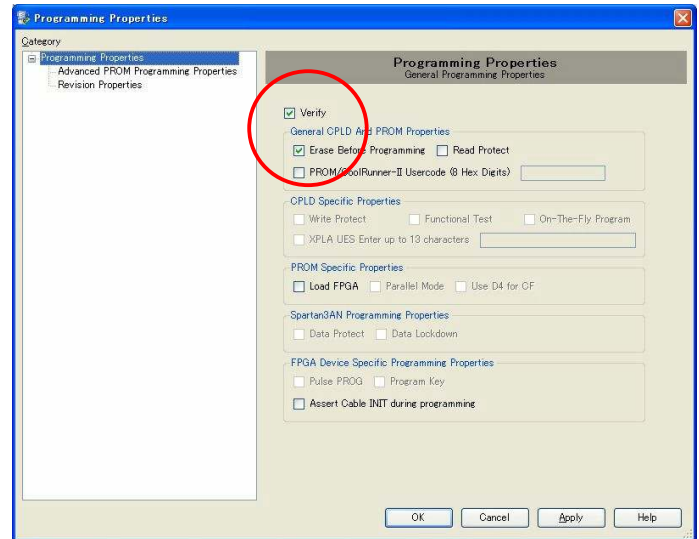 Programming Properties
Category
Programming Properties
Advanced PROM Programming Properties
Revision Properties
Programming Properties
General Programming Properties
Verify
General CPLD And PROM Properties
Erase Before Programming Read Protect
PROM/CoolRunner-II Usercode (8 Hex Digits)
CPLD Specific Properties
Write Protect Functional Test On-The-Fly Program
XPLA UES Enter up to 13 characters
PROM Specific Properties
Load FPGA Parallel Mode Use D4 for CF
Spartan3AN Programming Properties
Data Protect Data Lockdown
FPGA Device Specific Programming Properties
Pulse PROG Program Key
Assert Cable INIT during programming
OK Cancel Apply Help